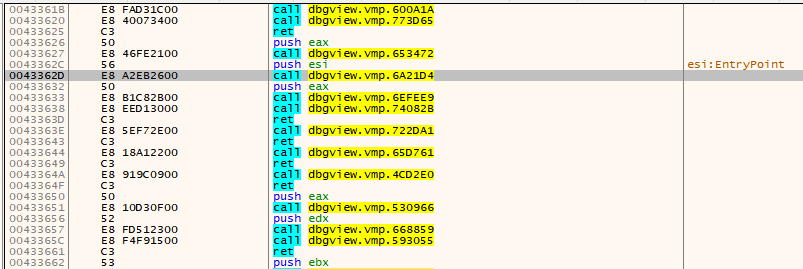 0043361B E8 FAD31C00 call dbgview.vmp.600A1A
00433620 E8 40073400 call dbgview.vmp.773D65
00433625 C3 ret
00433626 50 push eax
00433627 E8 46FE2100 call dbgview.vmp.653472
0043362C 56 push esi esi:EntryPoint
0043362D E8 A2EB2600 call dbgview.vmp.6A21D4
00433632 50 push eax
00433633 E8 B1C82B00 call dbgview.vmp.6EFEE9
00433638 E8 EED13000 call dbgview.vmp.74082B
0043363D C3 ret
0043363E E8 5EF72E00 call dbgview.vmp.722DA1
00433643 C3 ret
00433644 E8 18A12200 call dbgview.vmp.65D761
00433649 C3 ret
0043364A E8 919C0900 call dbgview.vmp.4CD2E0
0043364F C3 ret
00433650 50 push eax
00433651 E8 10D30F00 call dbgview.vmp.530966
00433656 52 push edx
00433657 E8 FD512300 call dbgview.vmp.668859
0043365C E8 F4F91500 call dbgview.vmp.593055
00433661 C3 ret
00433662 53 push ebx